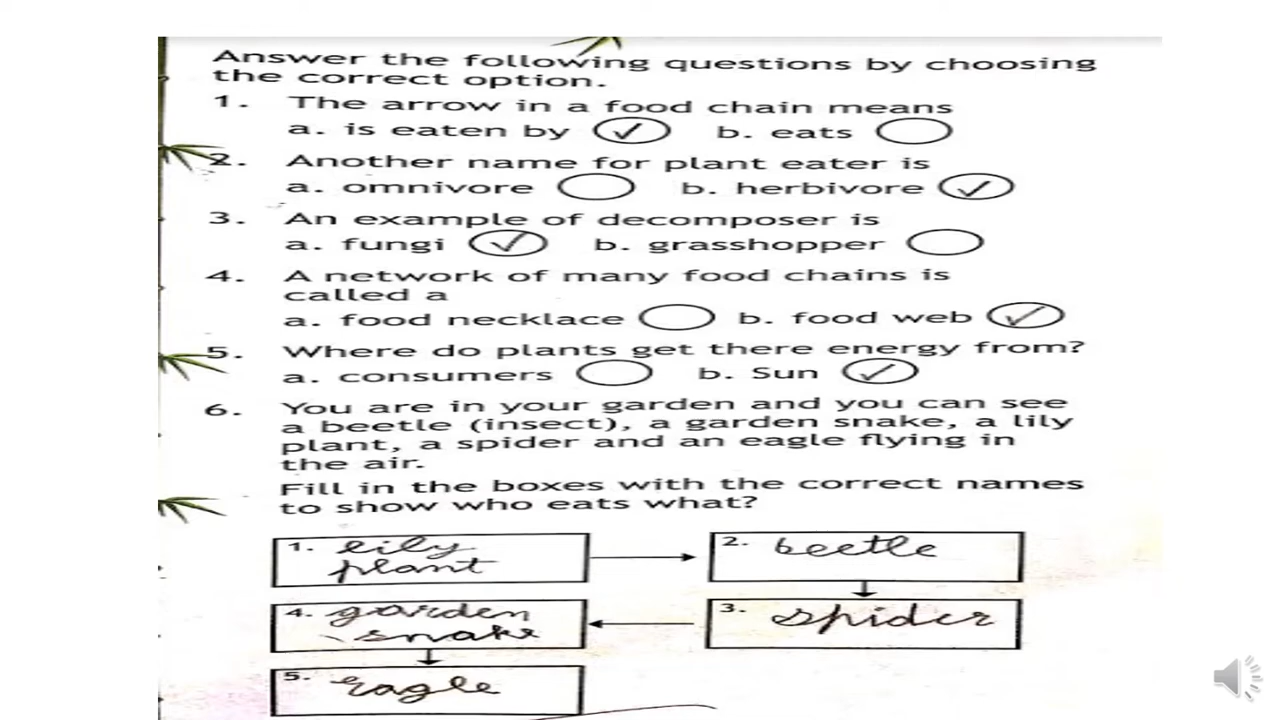 Answer the following questions by choosing
the correct option.
1. The arrow in a food chain means
a. is eaten by b. eats
2. Another name for plant eater is
a. omnivore b. herbivore
3. An example of decomposer is
a. fungi b. grasshopper
4. A network of many food chains is
called a
a. food necklace b. food web
5. Where do plants get there energy from?
a. consumers b. Sun
6. You are in your garden and you can see
a beetle (insect), a garden snake, a lily
plant, a spider and an eagle flying in
the air.
Fill in the boxes with the correct names
to show who eats what?
1. lily
plant
2. beetle
3. spider
4. garden
snake
5. eagle